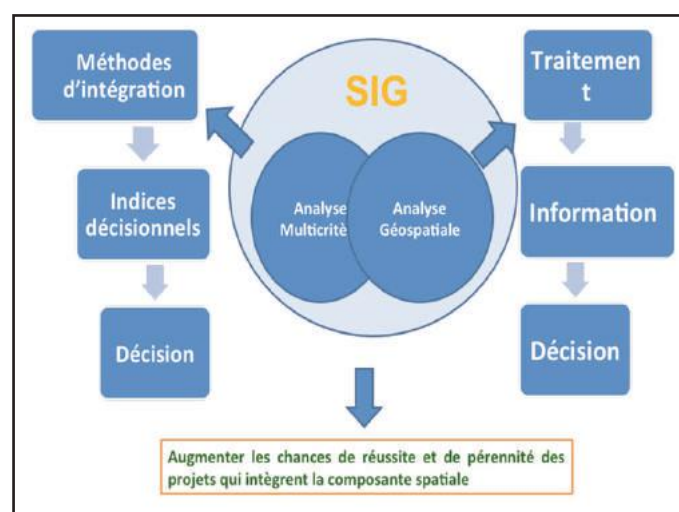 Méthodes
d'intégration
Indices
décisionnels
Décision
SIG
Analyse
Multicritè
Analyse
Géospatiale
Traitemen
t
Information
Décision
Augmenter les chances de réussite et de pérennité des
projets qui intègrent la composante spatiale